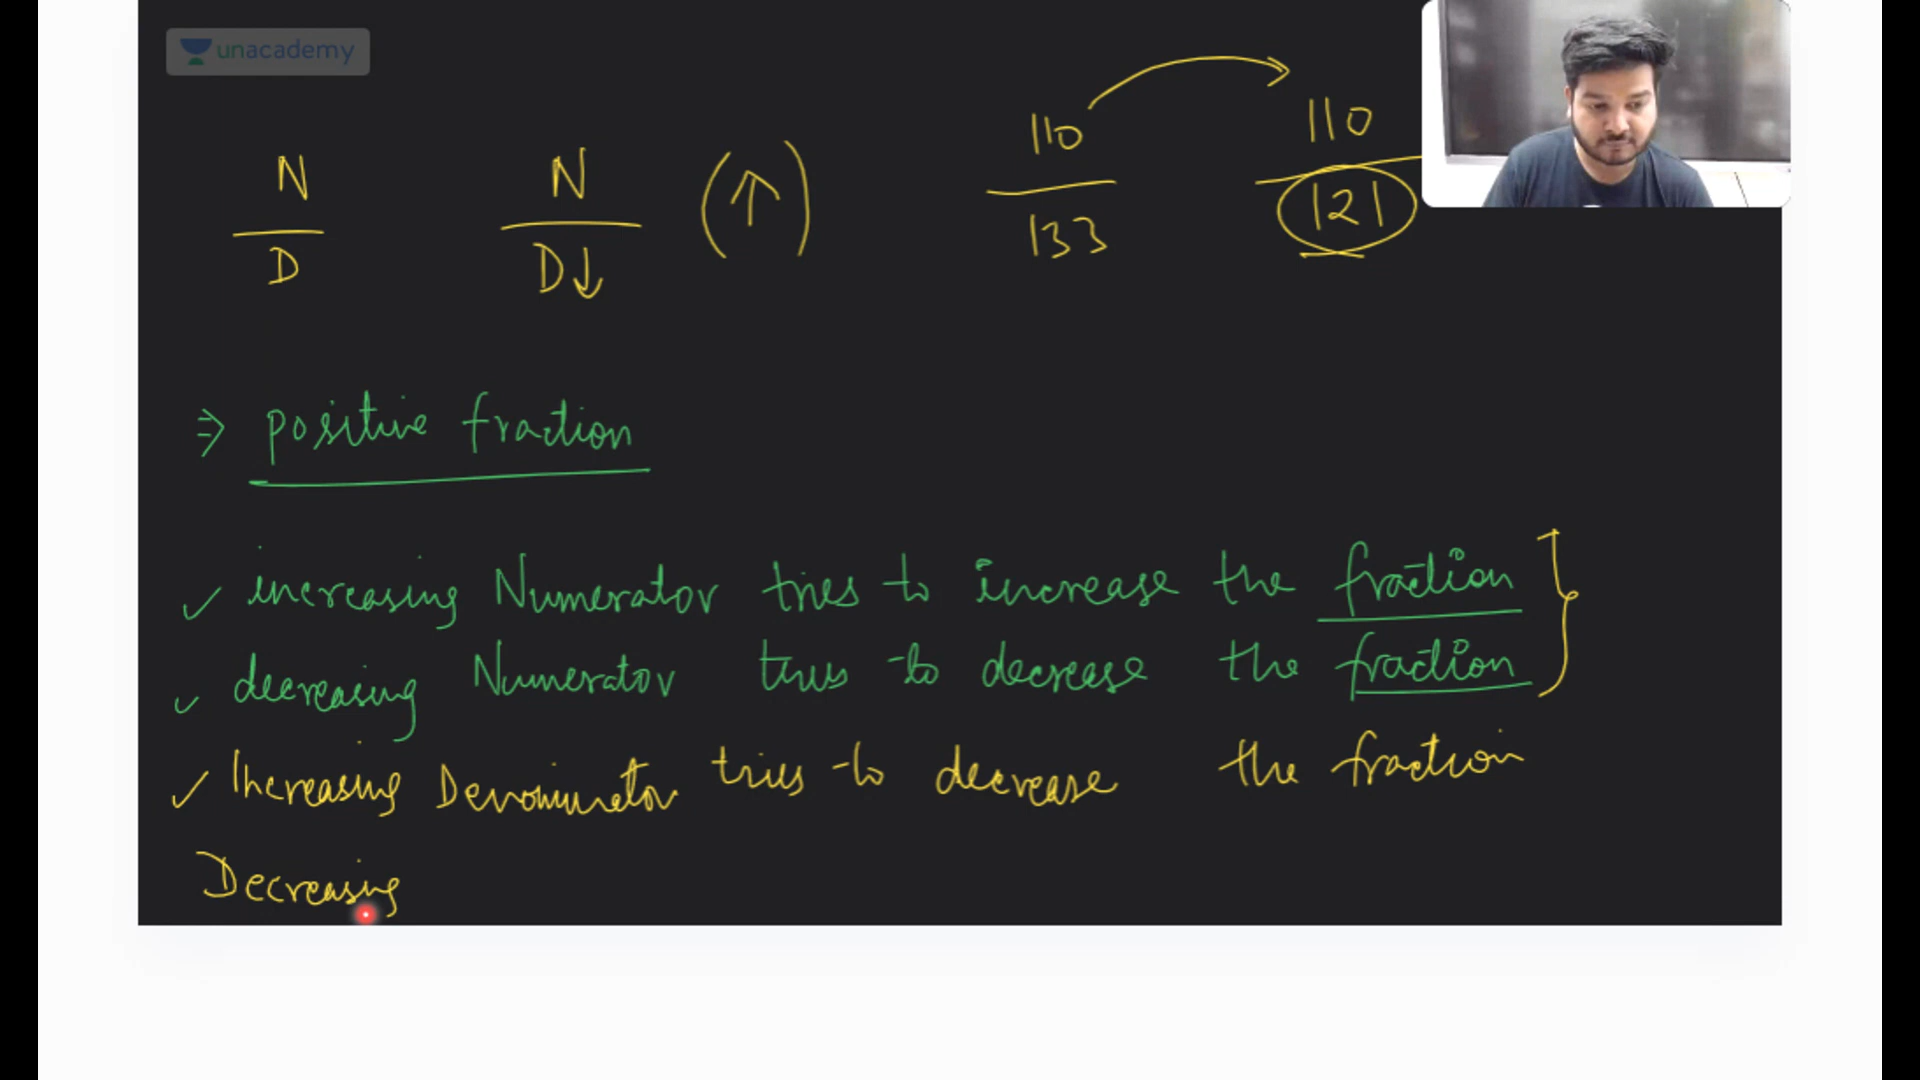 unacademy
N N (↑) 110 110
D D↓ 133 121
⇒ positive fraction
✓ increasing Numerator tries to increase the fraction
✓ decreasing Numerator tries to decrease the fraction
✓ Increasing Denominator tries to decrease the fraction
Decreasing